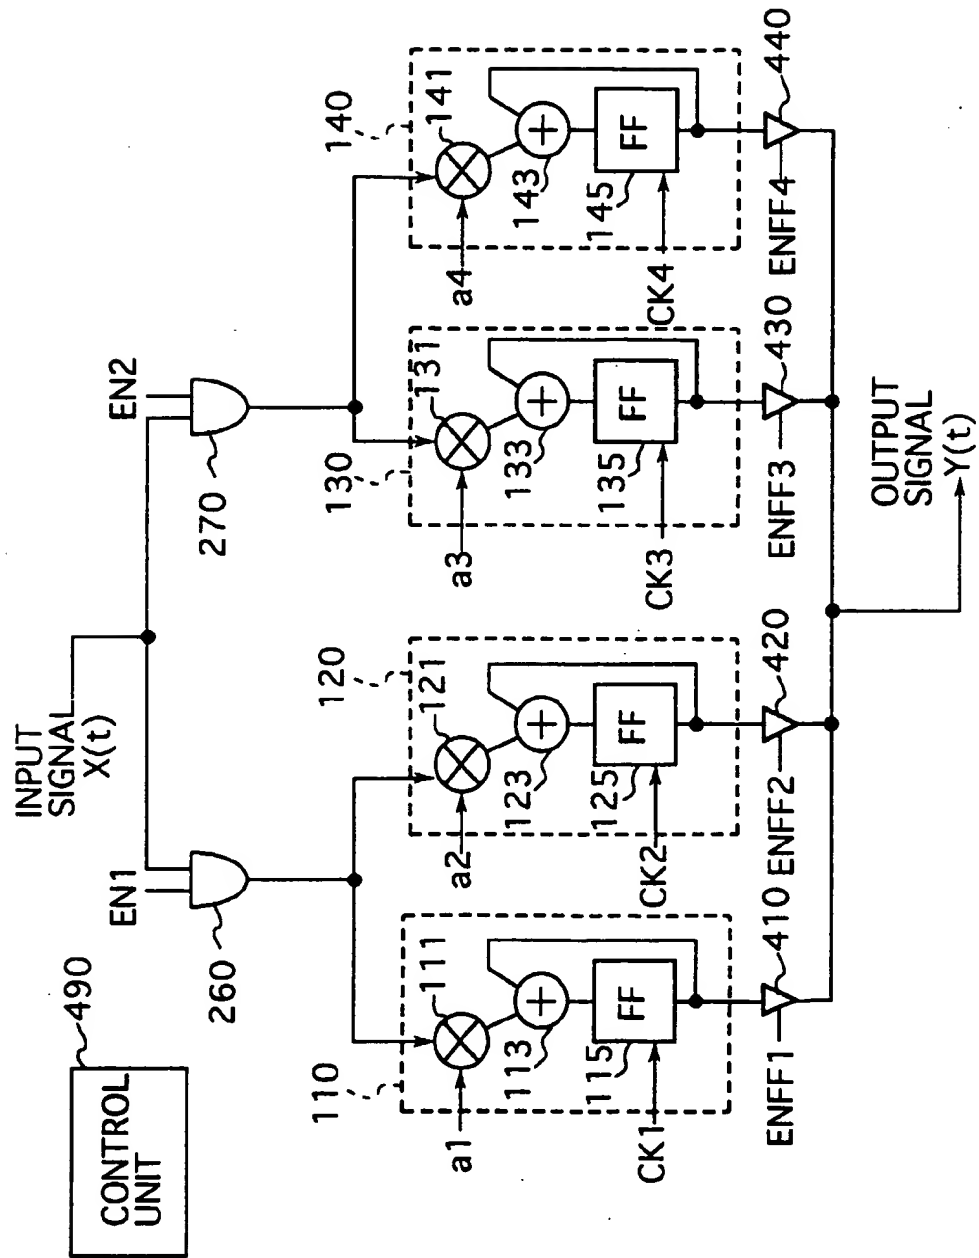 490
CONTROL
UNIT
INPUT
SIGNAL
X(t)
EN1
EN2
260
270
110
120
130
140
111
121
131
141
a1
a2
a3
a4
113
123
133
143
FF
FF
FF
FF
115
125
135
145
CK1
CK2
CK3
CK4
410
420
430
440
ENFF1
ENFF2
ENFF3
ENFF4
OUTPUT
SIGNAL
Y(t)